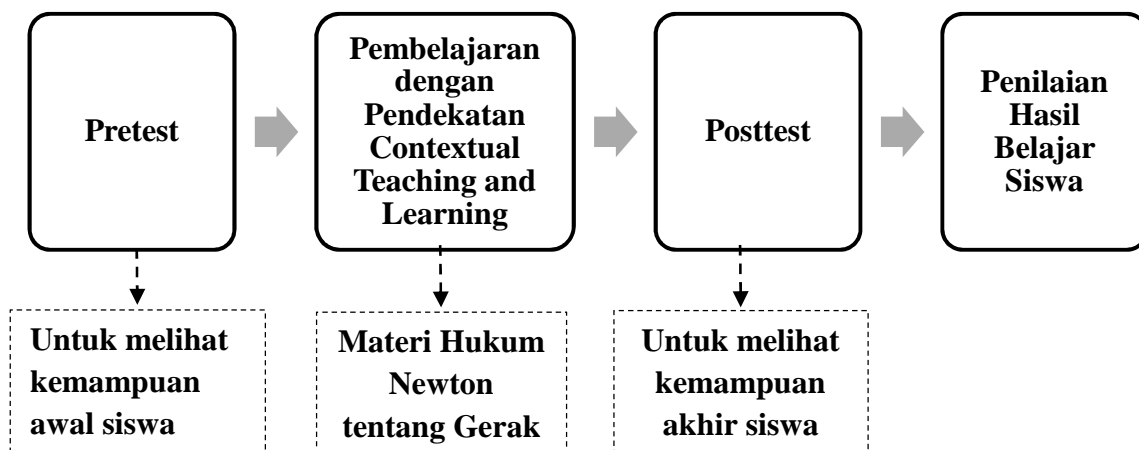 Pretest
Pembelajaran
dengan
Pendekatan
Contextual
Teaching and
Learning
Posttest
Penilaian
Hasil
Belajar
Siswa
Untuk melihat
kemampuan
awal siswa
Materi Hukum
Newton
tentang Gerak
Untuk melihat
kemampuan
akhir siswa